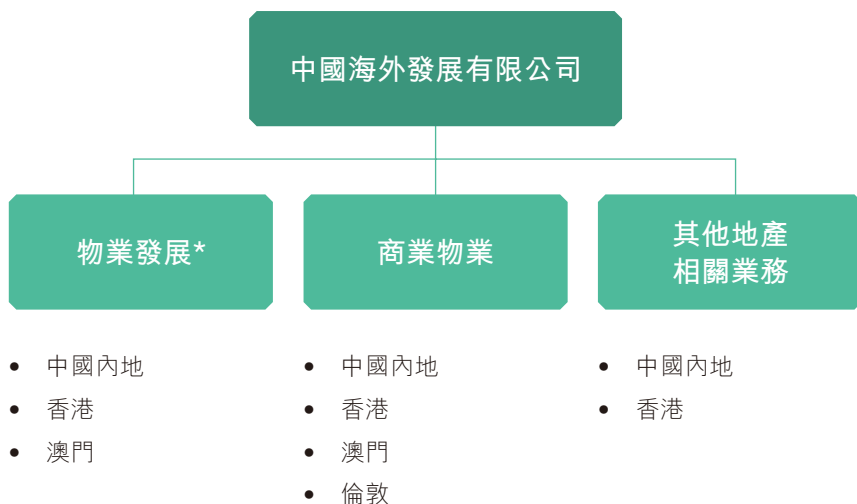 中國海外發展有限公司
物業發展*
商業物業
其他地產
相關業務
• 中國內地
• 香港
• 澳門
• 中國內地
• 香港
• 澳門
• 倫敦
• 中國內地
• 香港